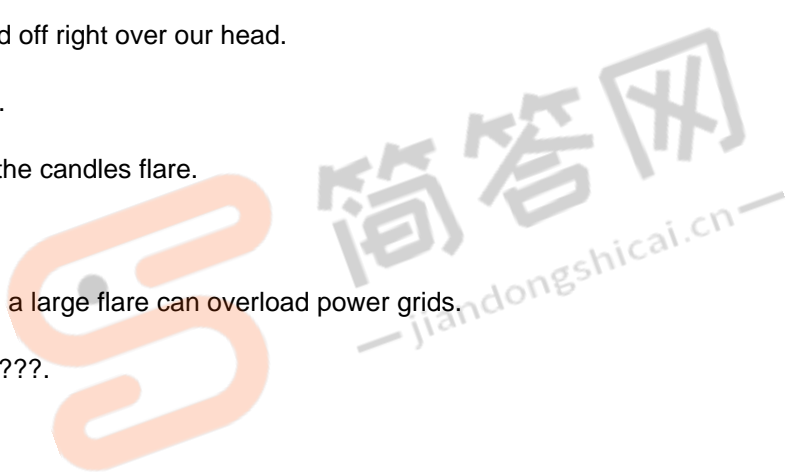 d off right over our head.
.
the candles flare.
a large flare can overload power grids.
???.
简答网
jiandongshicai.cn